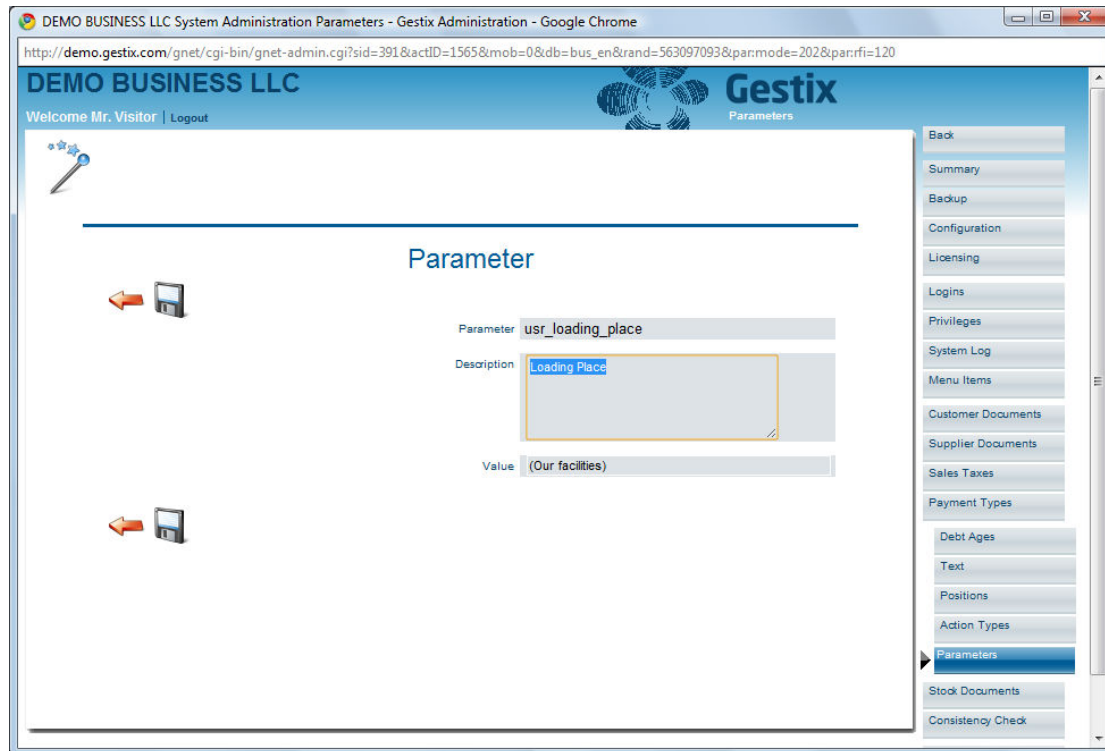 DEMO BUSINESS LLC System Administration Parameters - Gestix Administration - Google Chrome
http://demo.gestix.com/gnet/cgi-bin/gnet-admin.cgi?sid=391&actID=1565&mob=0&db=bus_en&rand=563097093&par:mode=202&par:rfi=120
DEMO BUSINESS LLC
Gestix
Welcome Mr. Visitor | Logout
Parameters
Back
Summary
Backup
Configuration
Licensing
Logins
Privileges
System Log
Menu Items
Customer Documents
Supplier Documents
Sales Taxes
Payment Types
Debt Ages
Text
Positions
Action Types
Parameters
Stock Documents
Consistency Check
Parameter
Parameter usr_loading_place
Description Loading Place
Value (Our facilities)